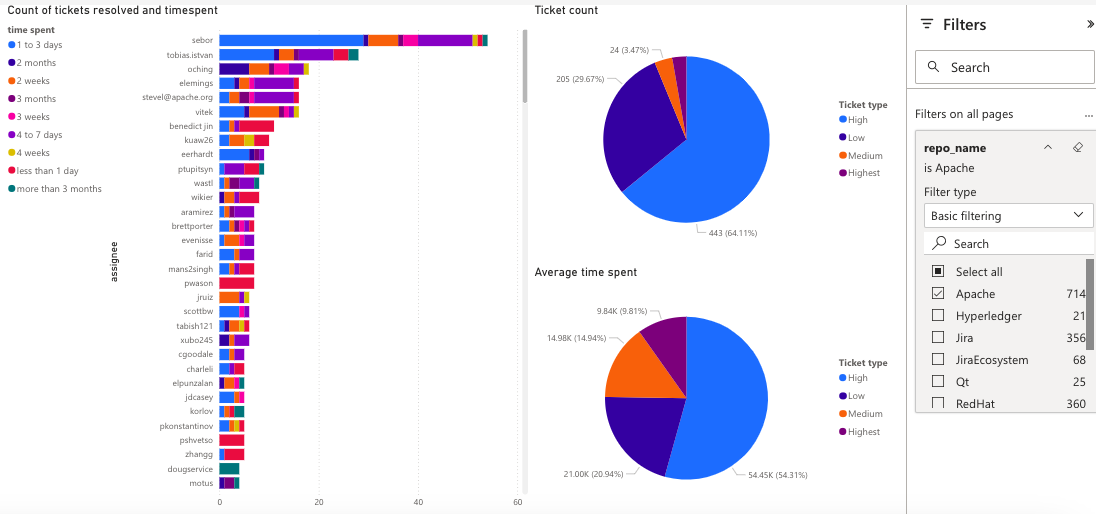 Count of tickets resolved and timespent
time spent
1 to 3 days
2 months
2 weeks
3 months
3 weeks
4 to 7 days
4 weeks
less than 1 day
more than 3 months
assignee
sebor
tobias.istvan
oching
elemings
stevel@apache.org
vitek
benedict jin
kuaw26
eerhardt
ptupitsyn
wastl
wikier
aramirez
brettporter
evenisse
farid
mans2singh
pwason
jruiz
scottbw
tabish121
xubo245
cgoodale
charleli
elpunzalan
jdcasey
korlov
pkonstantinov
pshvetso
zhangg
dougservice
motus
0 20 40 60
Ticket count
24 (3.47%)
205 (29.67%)
443 (64.11%)
Ticket type
High
Low
Medium
Highest
Average time spent
9.84K (9.81%)
14.98K (14.94%)
21.00K (20.94%)
54.45K (54.31%)
Ticket type
High
Low
Medium
Highest
Filters
Search
Filters on all pages
...
repo_name
is Apache
Filter type
Basic filtering
Search
Select all
Apache 714
Hyperledger 21
Jira 356
JiraEcosystem 68
Qt 25
RedHat 360